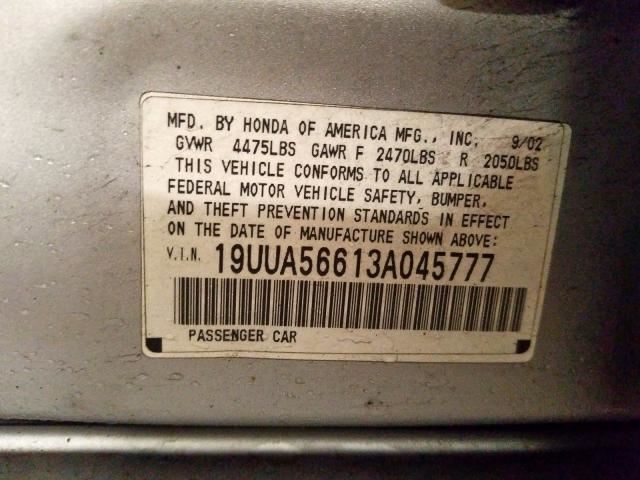 MFD. BY HONDA OF AMERICA MFG., INC. 9/02
GVWR 4475LBS GAWR F 2470LBS R 2050LBS
THIS VEHICLE CONFORMS TO ALL APPLICABLE
FEDERAL MOTOR VEHICLE SAFETY, BUMPER,
AND THEFT PREVENTION STANDARDS IN EFFECT
ON THE DATE OF MANUFACTURE SHOWN ABOVE:
V.I.N. 19UUA56613A045777
PASSENGER CAR